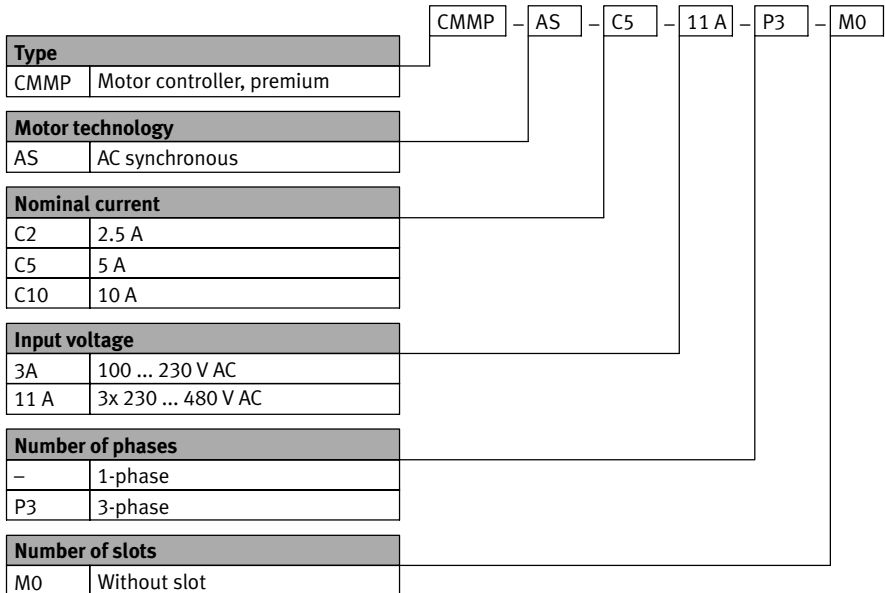 CMMP – AS – C5 – 11 A – P3 – M0
Type
CMMP Motor controller, premium
Motor technology
AS AC synchronous
Nominal current
C2 2.5 A
C5 5 A
C10 10 A
Input voltage
3A 100 ... 230 V AC
11 A 3x 230 ... 480 V AC
Number of phases
– 1-phase
P3 3-phase
Number of slots
M0 Without slot